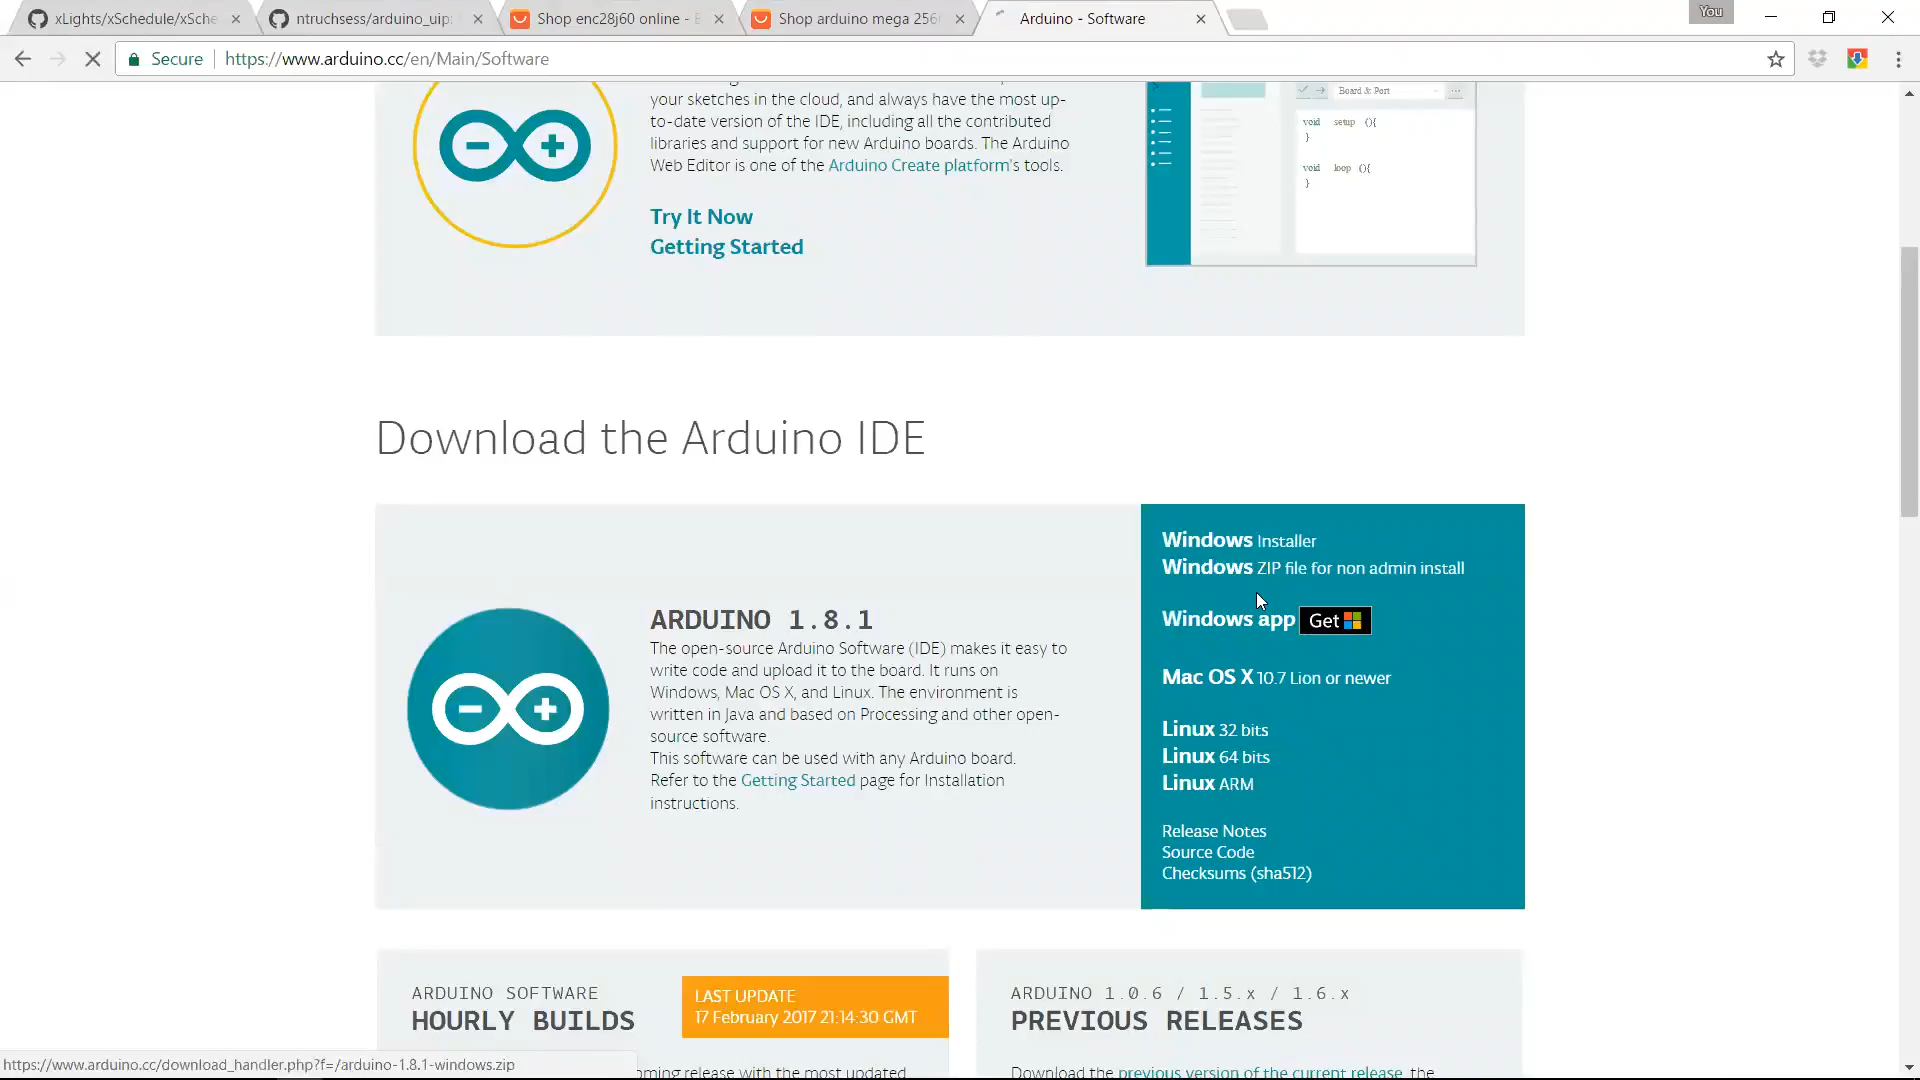 xLights/xSchedule/xSche
ntruchsess/arduino_uip:
Shop enc28j60 online -
Shop arduino mega 256
Arduino - Software
You
Secure
https://www.arduino.cc/en/Main/Software
your sketches in the cloud, and always have the most up-
to-date version of the IDE, including all the contributed
libraries and support for new Arduino boards. The Arduino
Web Editor is one of the Arduino Create platform's tools.
Try It Now
Getting Started
Board & Port
void setup (){
}
void loop (){
}
Download the Arduino IDE
ARDUINO 1.8.1
The open-source Arduino Software (IDE) makes it easy to
write code and upload it to the board. It runs on
Windows, Mac OS X, and Linux. The environment is
written in Java and based on Processing and other open-
source software.
This software can be used with any Arduino board.
Refer to the Getting Started page for Installation
instructions.
Windows Installer
Windows ZIP file for non admin install
Windows app Get
Mac OS X 10.7 Lion or newer
Linux 32 bits
Linux 64 bits
Linux ARM
Release Notes
Source Code
Checksums (sha512)
ARDUINO SOFTWARE
HOURLY BUILDS
LAST UPDATE
17 February 2017 21:14:30 GMT
ARDUINO 1.0.6 / 1.5.x / 1.6.x
PREVIOUS RELEASES
https://www.arduino.cc/download_handler.php?f=/arduino-1.8.1-windows.zip
oming release with the most updated
Download the previous version of the current release, the